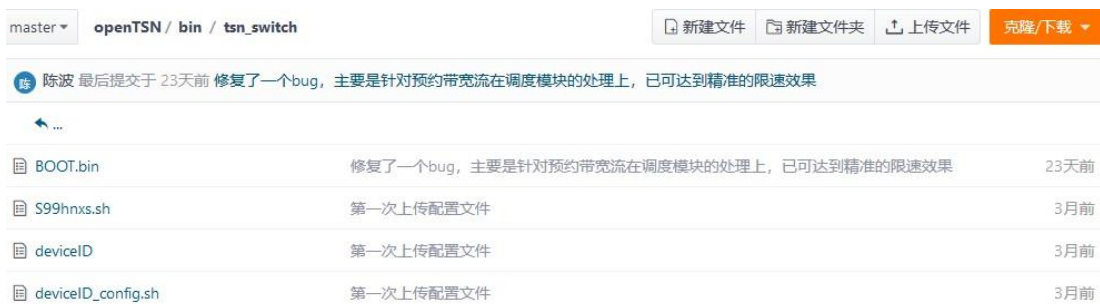 master openTSN / bin / tsn_switch 新建文件 新建文件夹 上传文件 克隆/下载
陈 陈波 最后提交于 23天前 修复了一个bug，主要是针对预约带宽流在调度模块的处理上，已可达到精准的限速效果
...
BOOT.bin 修复了一个bug，主要是针对预约带宽流在调度模块的处理上，已可达到精准的限速效果 23天前
S99hnxs.sh 第一次上传配置文件 3月前
deviceID 第一次上传配置文件 3月前
deviceID_config.sh 第一次上传配置文件 3月前